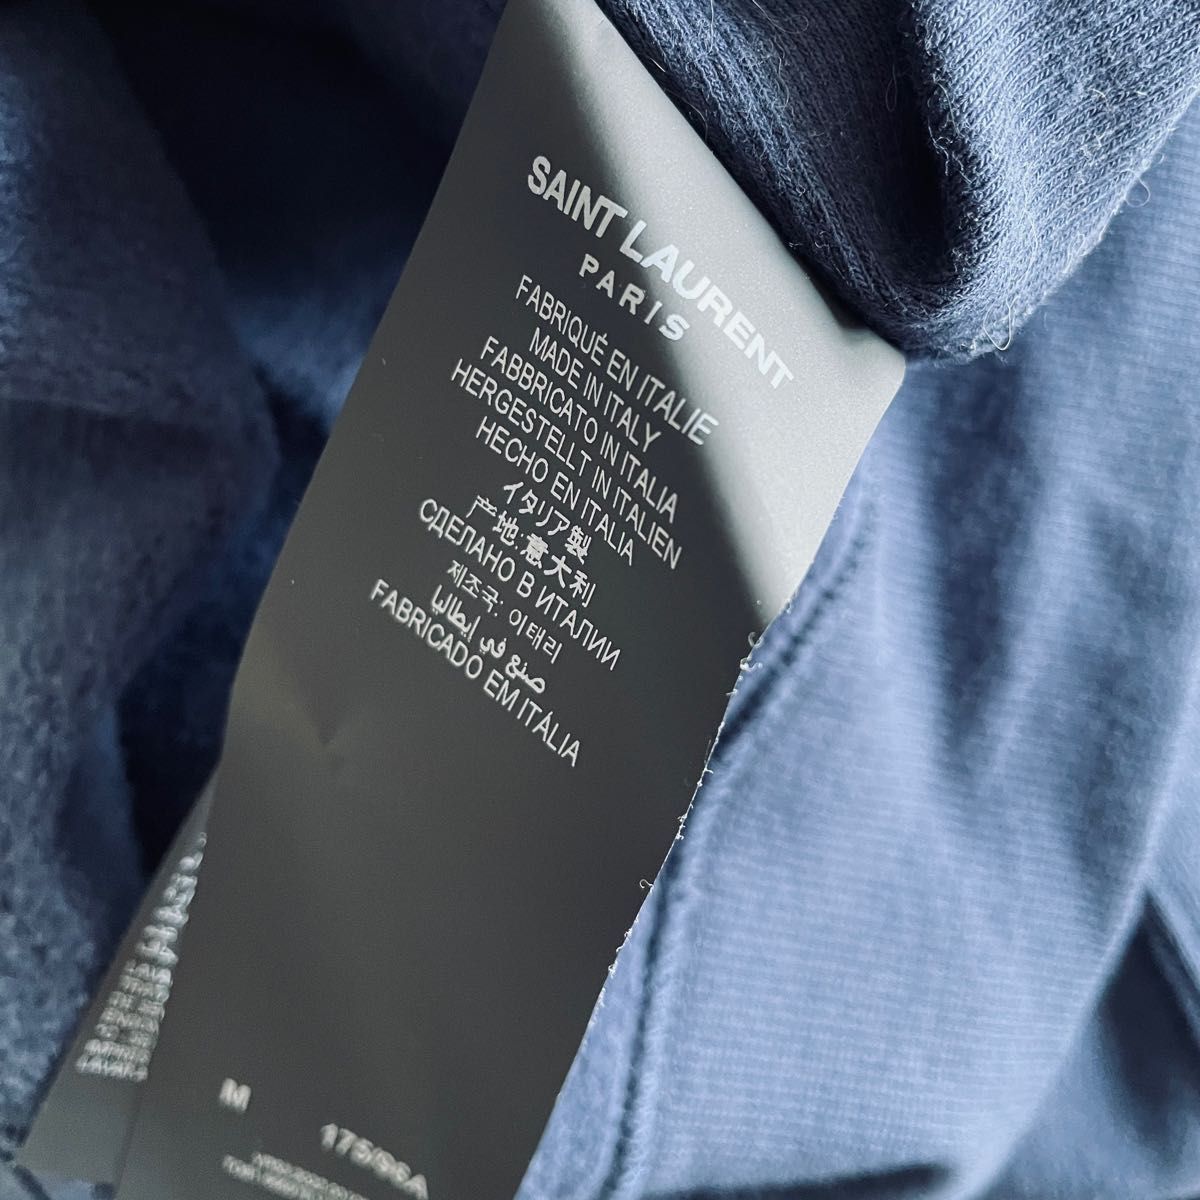 SAINT LAURENT
PARIS
FABRIQUÉ EN ITALIE
MADE IN ITALY
FABBRICATO IN ITALIA
HERGESTELLT IN ITALIEN
HECHO EN ITALIA
イタリア製
产地:意大利
СДЕЛАНО В ИТАЛИИ
제조국: 이태리
صنع في إيطاليا
FABRICADO EM ITALIA
M 175/96A